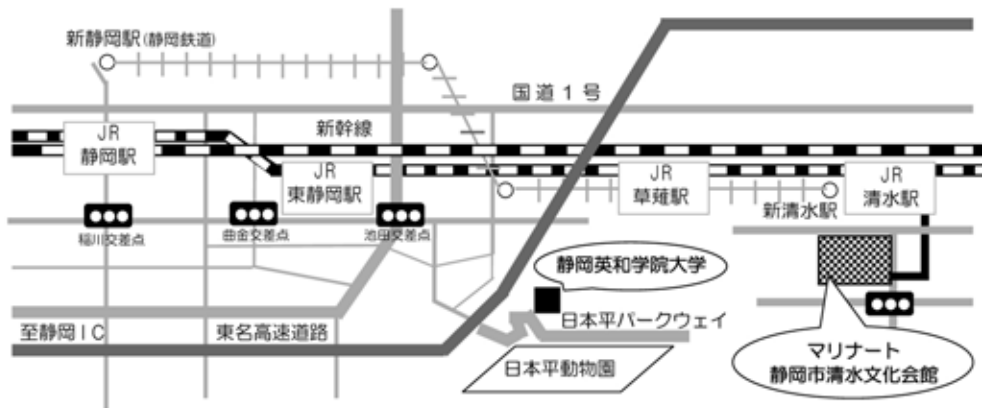 新静岡駅(静岡鉄道)
国道1号
新幹線
JR
静岡駅
JR
東静岡駅
JR
草薙駅
JR
清水駅
新清水駅
稲川交差点
曲金交差点
池田交差点
静岡英和学院大学
至静岡IC
東名高速道路
日本平パークウェイ
日本平動物園
マリナート
静岡市清水文化会館